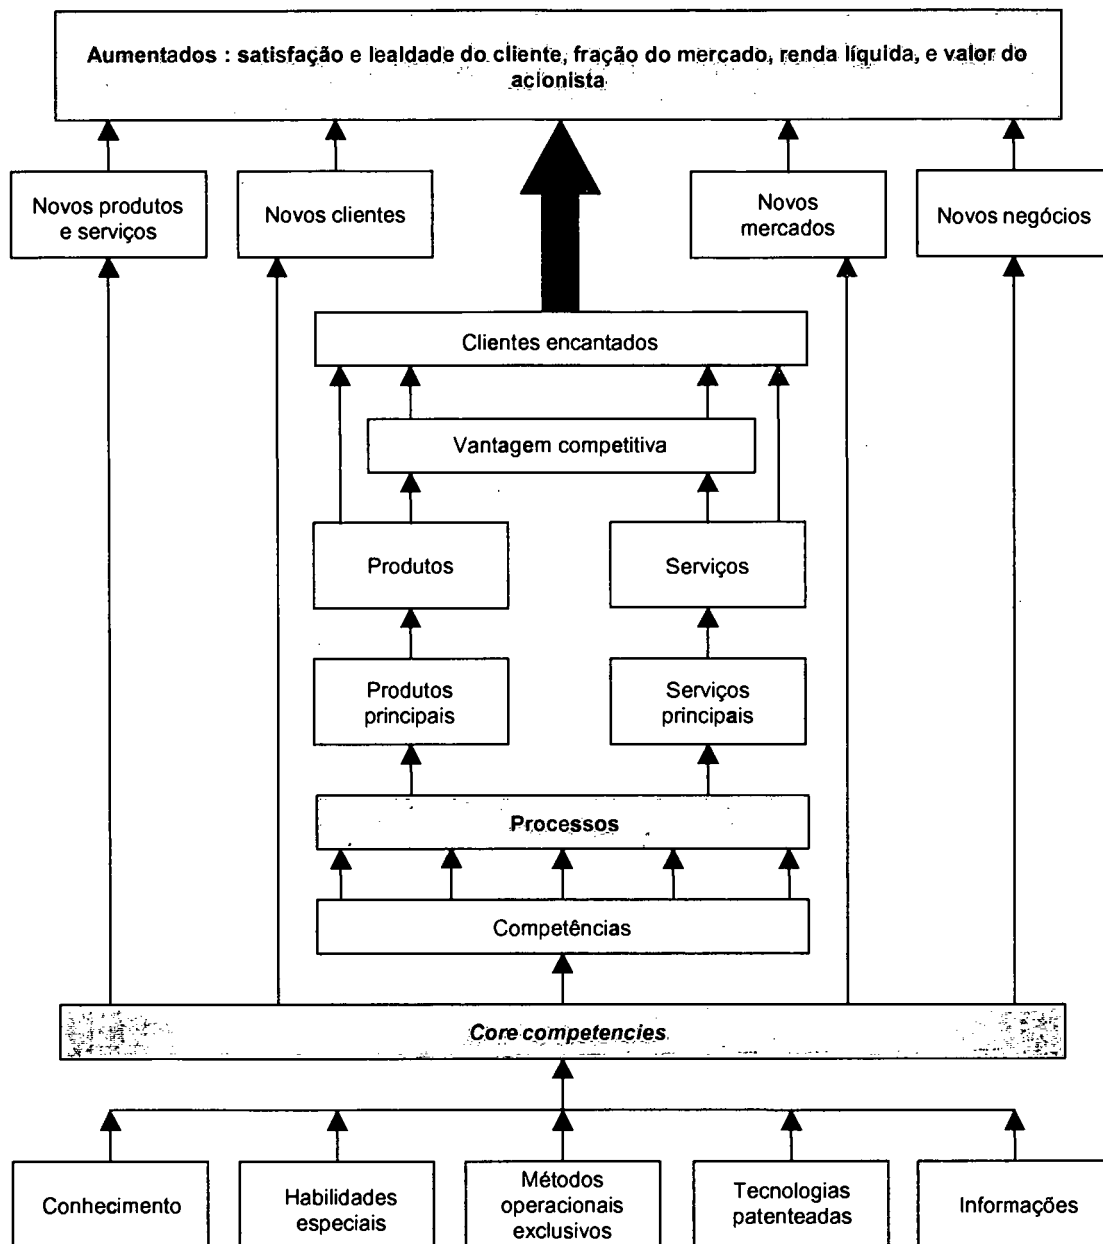 Aumentados : satisfação e lealdade do cliente, fração do mercado, renda líquida, e valor do
acionista
Novos produtos
e serviços
Novos clientes
Novos
mercados
Novos negócios
Clientes encantados
Vantagem competitiva
Produtos
Serviços
Produtos
principais
Serviços
principais
Processos
Competências
Core competencies
Conhecimento
Habilidades
especiais
Métodos
operacionais
exclusivos
Tecnologias
patenteadas
Informações